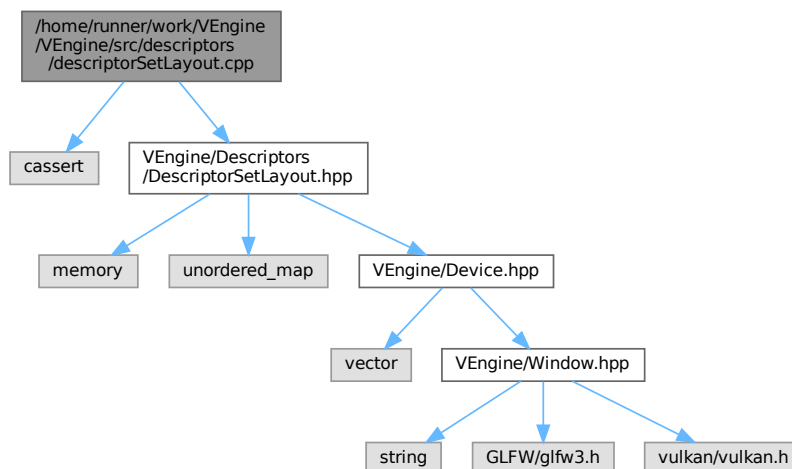 /home/runner/work/VEngine
/VEngine/src/descriptors
/descriptorSetLayout.cpp
cassert
VEngine/Descriptors
/DescriptorSetLayout.hpp
memory
unordered_map
VEngine/Device.hpp
vector
VEngine/Window.hpp
string
GLFW/glfw3.h
vulkan/vulkan.h